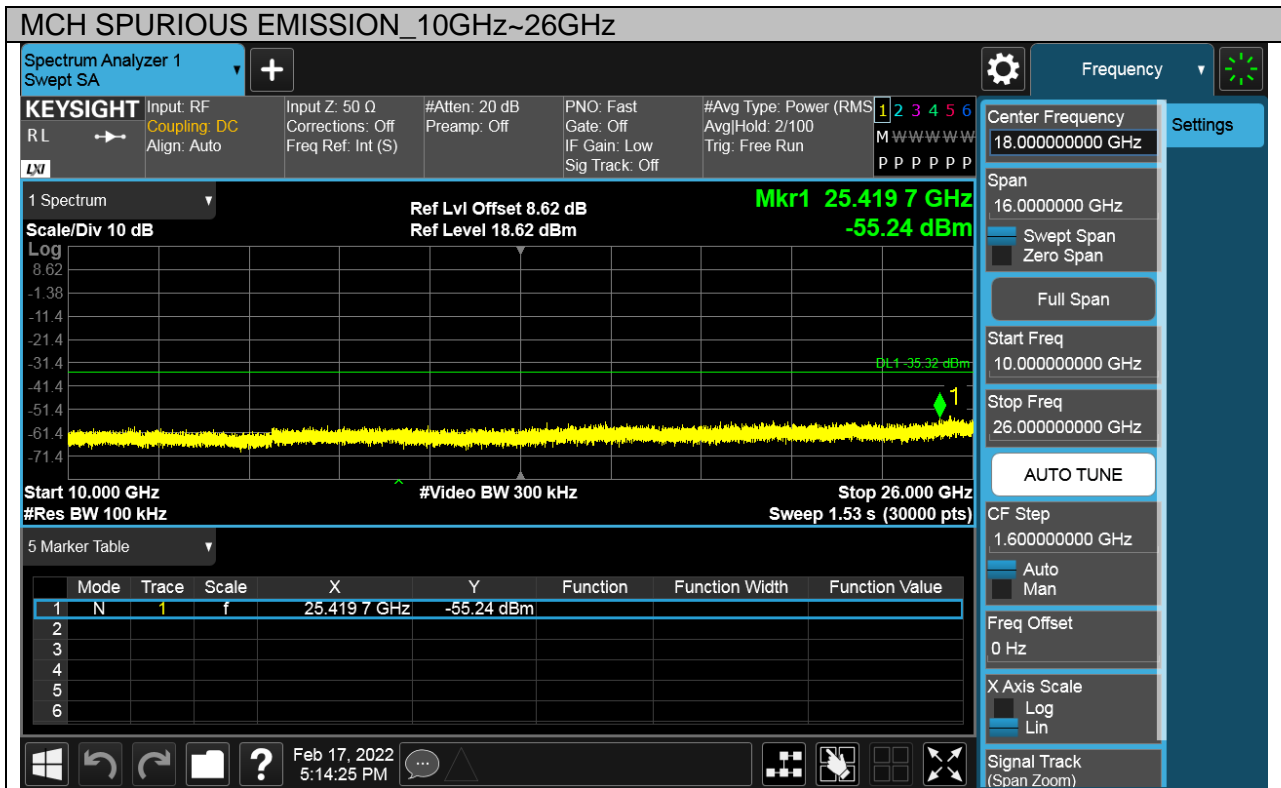 MCH SPURIOUS EMISSION_10GHz~26GHz
Spectrum Analyzer 1
Swept SA
+
Frequency
KEYSIGHT
RL
LXI
Input: RF
Coupling: DC
Align: Auto
Input Z: 50 Ω
Corrections: Off
Freq Ref: Int (S)
#Atten: 20 dB
Preamp: Off
PNO: Fast
Gate: Off
IF Gain: Low
Sig Track: Off
#Avg Type: Power (RMS
Avg|Hold: 2/100
Trig: Free Run
1 2 3 4 5 6
M W W W W W
P P P P P P
1 Spectrum
Scale/Div 10 dB
Ref Lvl Offset 8.62 dB
Ref Level 18.62 dBm
Mkr1 25.419 7 GHz
-55.24 dBm
Log
8.62
-1.38
-11.4
-21.4
-31.4
-41.4
-51.4
-61.4
-71.4
DL1 -35.32 dBm
1
Start 10.000 GHz
#Res BW 100 kHz
#Video BW 300 kHz
Stop 26.000 GHz
Sweep 1.53 s (30000 pts)
5 Marker Table
Mode Trace Scale X Y Function Function Width Function Value
1 N 1 f 25.419 7 GHz -55.24 dBm
2
3
4
5
6
Center Frequency
18.000000000 GHz
Settings
Span
16.0000000 GHz
Swept Span
Zero Span
Full Span
Start Freq
10.000000000 GHz
Stop Freq
26.000000000 GHz
AUTO TUNE
CF Step
1.600000000 GHz
Auto
Man
Freq Offset
0 Hz
X Axis Scale
Log
Lin
Signal Track
(Span Zoom)
?
Feb 17, 2022
5:14:25 PM